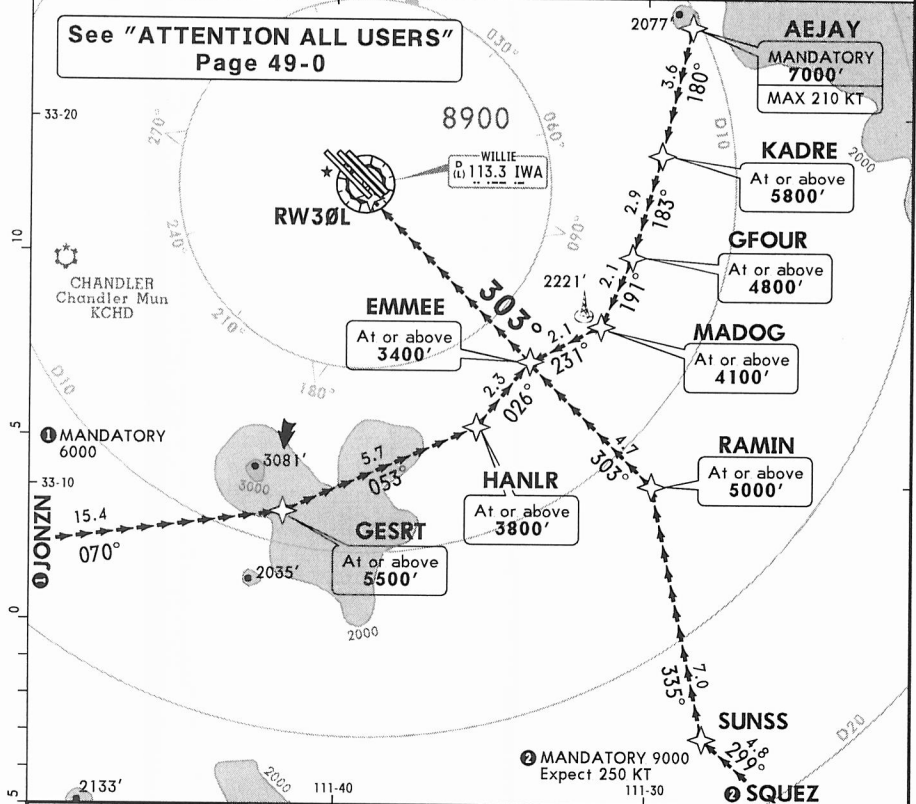 See "ATTENTION ALL USERS"
Page 49-0
2077'
AEJAY
MANDATORY
7000'
MAX 210 KT
030°
3.6
180°
D10
33-20
270°
8900
060°
WILLIE
D
(L) 113.3 IWA
KADRE
At or above
5800'
2000
RW30L
2.9
183°
240°
090°
GFOUR
At or above
4800'
10
CHANDLER
Chandler Mun
KCHD
2221'
2.1
191°
EMMEE
At or above
3400'
303°
2.1
231°
MADOG
At or above
4100'
210°
180°
D10
2.3
026°
5
❶ MANDATORY
6000
3081'
3000
5.7
053°
4.7
303°
RAMIN
At or above
5000'
33-10
HANLR
At or above
3800'
❶ JONZN
15.4
070°
GESRT
At or above
5500'
2035'
0
2000
7.0
335°
SUNSS
D20
❷ MANDATORY 9000
Expect 250 KT
4.8
299°
2133'
2000
111-40
111-30
❷ SQUEZ
5